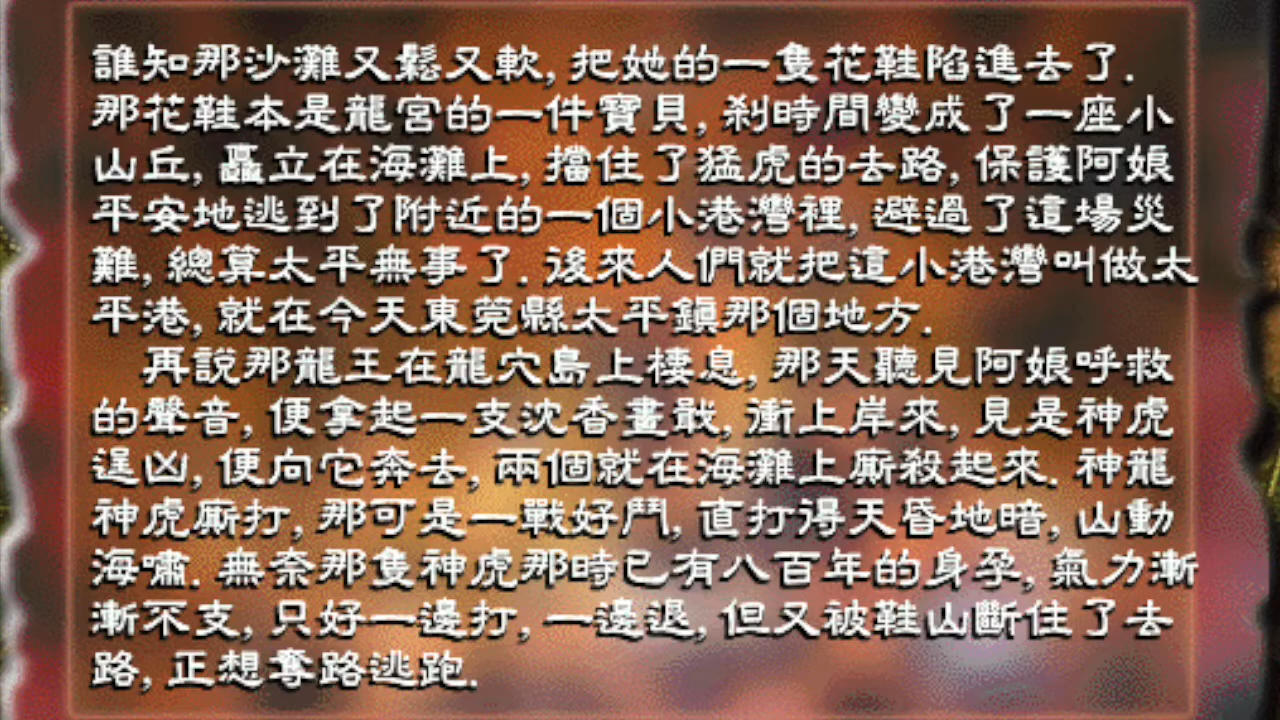 誰知那沙灘又鬆又軟, 把她的一隻花鞋陷進去了.
那花鞋本是龍宮的一件寶貝, 剎時間變成了一座小
山丘, 矗立在海灘上, 擋住了猛虎的去路, 保護阿娘
平安地逃到了附近的一個小港灣裡, 避過了這場災
難, 總算太平無事了. 後來人們就把這小港灣叫做太
平港, 就在今天東莞縣太平鎮那個地方.
再說那龍王在龍穴島上棲息, 那天聽見阿娘呼救
的聲音, 便拿起一支沈香畫戟, 衝上岸來, 見是神虎
逞凶, 便向它奔去, 兩個就在海灘上廝殺起來. 神龍
神虎廝打, 那可是一戰好鬥, 直打得天昏地暗, 山動
海嘯. 無奈那隻神虎那時已有八百年的身孕, 氣力漸
漸不支, 只好一邊打, 一邊退, 但又被鞋山斷住了去
路, 正想奪路逃跑.